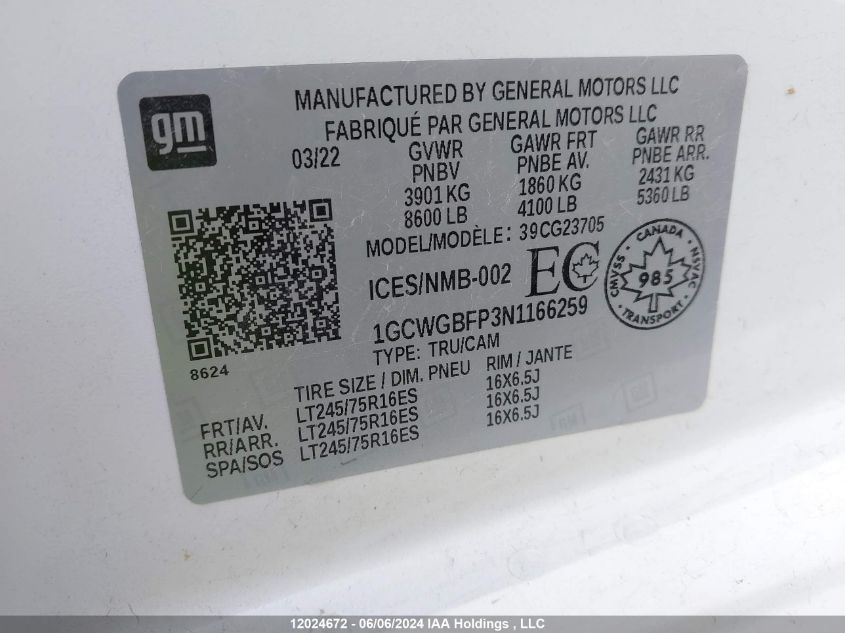 gm
MANUFACTURED BY GENERAL MOTORS LLC
FABRIQUÉ PAR GENERAL MOTORS LLC
03/22 GVWR GAWR FRT GAWR RR
PNBV PNBE AV. PNBE ARR.
3901 KG 1860 KG 2431 KG
8600 LB 4100 LB 5360 LB
MODEL/MODÈLE: 39CG23705
ICES/NMB-002 EC
CANADA
CMVSS 985 NSVAC
TRANSPORT
1GCWGBFP3N1166259
TYPE: TRU/CAM
8624
TIRE SIZE / DIM. PNEU RIM / JANTE
FRT/AV. LT245/75R16ES 16X6.5J
RR/ARR. LT245/75R16ES 16X6.5J
SPA/SOS LT245/75R16ES 16X6.5J
12024672 - 06/06/2024 IAA Holdings , LLC